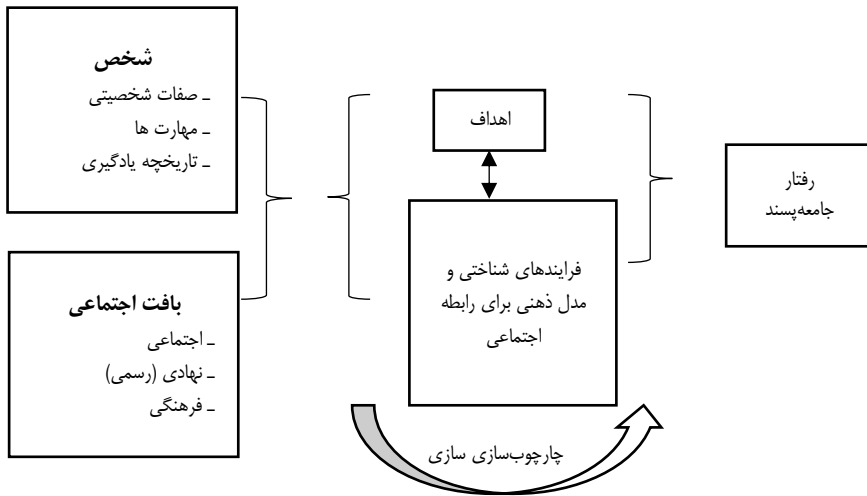 شخص
ـ صفات شخصیتی
ـ مهارت ها
ـ تاریخچه یادگیری
بافت اجتماعی
ـ اجتماعی
ـ نهادی (رسمی)
ـ فرهنگی
اهداف
فرایندهای شناختی و
مدل ذهنی برای رابطه
اجتماعی
چارچوب‌سازی سازی
رفتار
جامعه‌پسند